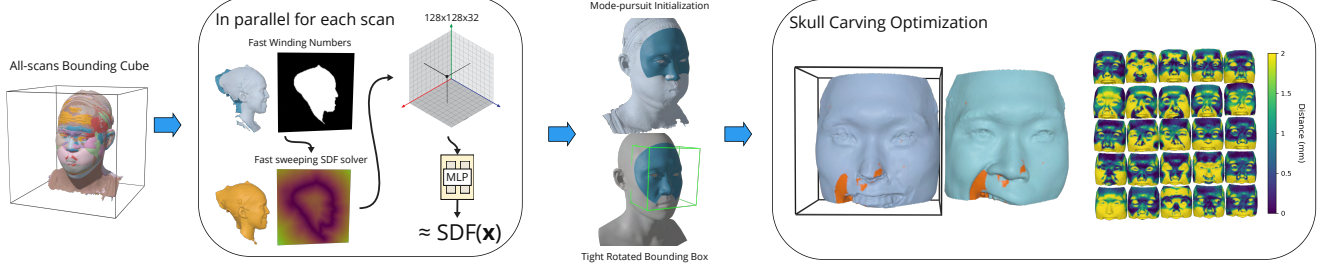 All-scans Bounding Cube
In parallel for each scan
Fast Winding Numbers
128x128x32
Fast sweeping SDF solver
MLP
≈ SDF(x)
Mode-pursuit Initialization
Tight Rotated Bounding Box
Skull Carving Optimization
2
1.5
1
0.5
0
Distance (mm)